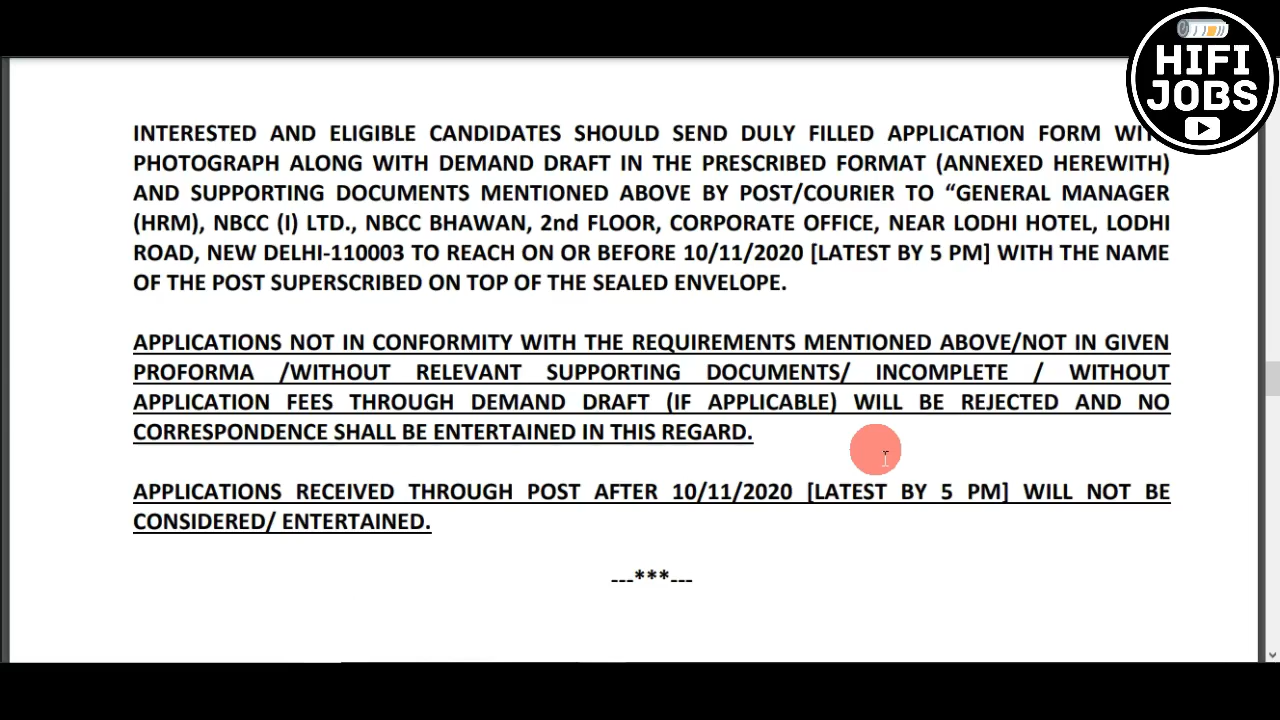 HIFI
JOBS
INTERESTED AND ELIGIBLE CANDIDATES SHOULD SEND DULY FILLED APPLICATION FORM WITH
PHOTOGRAPH ALONG WITH DEMAND DRAFT IN THE PRESCRIBED FORMAT (ANNEXED HEREWITH)
AND SUPPORTING DOCUMENTS MENTIONED ABOVE BY POST/COURIER TO “GENERAL MANAGER
(HRM), NBCC (I) LTD., NBCC BHAWAN, 2nd FLOOR, CORPORATE OFFICE, NEAR LODHI HOTEL, LODHI
ROAD, NEW DELHI-110003 TO REACH ON OR BEFORE 10/11/2020 [LATEST BY 5 PM] WITH THE NAME
OF THE POST SUPERSCRIBED ON TOP OF THE SEALED ENVELOPE.
APPLICATIONS NOT IN CONFORMITY WITH THE REQUIREMENTS MENTIONED ABOVE/NOT IN GIVEN
PROFORMA /WITHOUT RELEVANT SUPPORTING DOCUMENTS/ INCOMPLETE / WITHOUT
APPLICATION FEES THROUGH DEMAND DRAFT (IF APPLICABLE) WILL BE REJECTED AND NO
CORRESPONDENCE SHALL BE ENTERTAINED IN THIS REGARD.
APPLICATIONS RECEIVED THROUGH POST AFTER 10/11/2020 [LATEST BY 5 PM] WILL NOT BE
CONSIDERED/ ENTERTAINED.
---***---